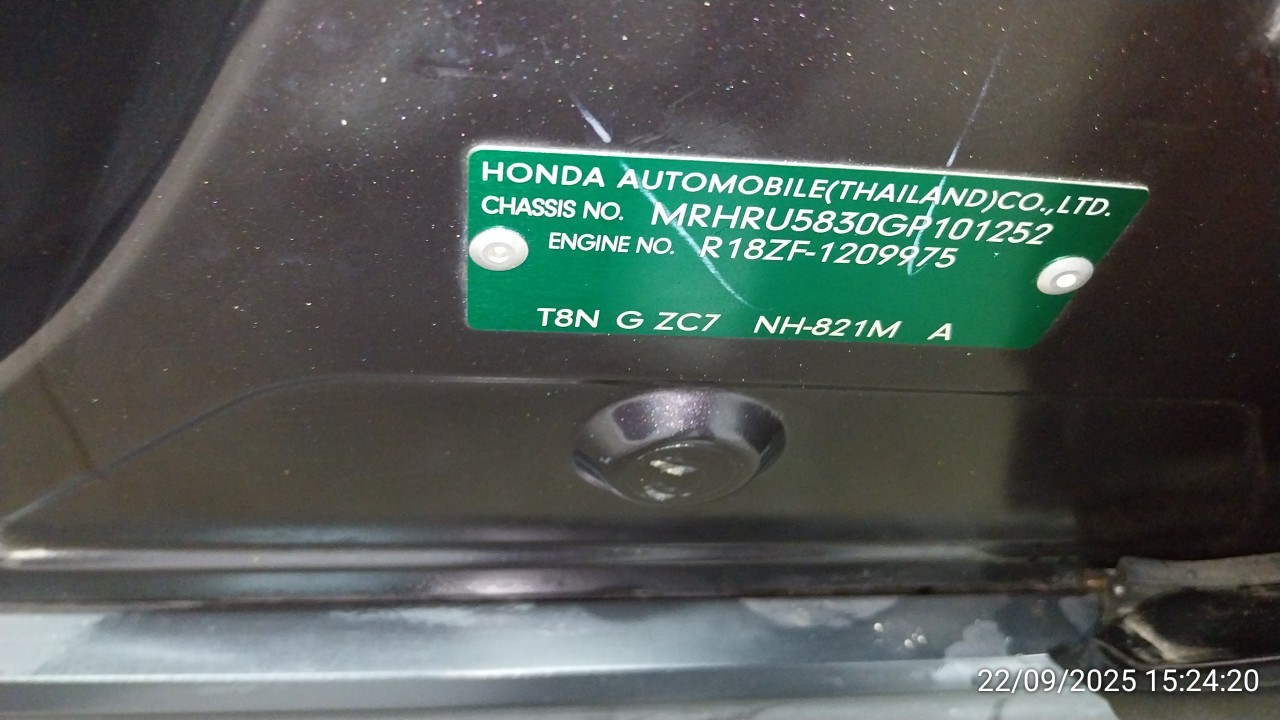 HONDA AUTOMOBILE(THAILAND)CO.,LTD.
CHASSIS NO. MRHRU5830GP101252
ENGINE NO. R18ZF-1209975
T8N G ZC7 NH-821M A
22/09/2025 15:24:20